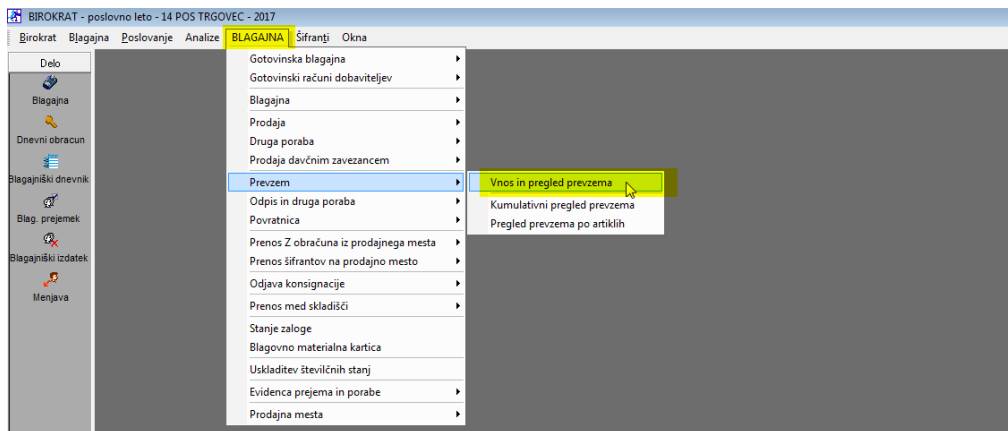 BIROKRAT - poslovno leto - 14 POS TRGOVEC - 2017
Birokrat Blagajna Poslovanje Analize BLAGAJNA Šifranti Okna
Delo
Blagajna
Dnevni obracun
Blagajniški dnevnik
Blag. prejemek
Blagajniški izdatek
Menjava
Gotovinska blagajna
Gotovinski računi dobaviteljev
Blagajna
Prodaja
Druga poraba
Prodaja davčnim zavezancem
Prevzem
Odpis in druga poraba
Povratnica
Prenos Z obračuna iz prodajnega mesta
Prenos šifrantov na prodajno mesto
Odjava konsignacije
Prenos med skladišči
Stanje zaloge
Blagovno materialna kartica
Uskladitev številčnih stanj
Evidenca prejema in porabe
Prodajna mesta
Vnos in pregled prevzema
Kumulativni pregled prevzema
Pregled prevzema po artiklih